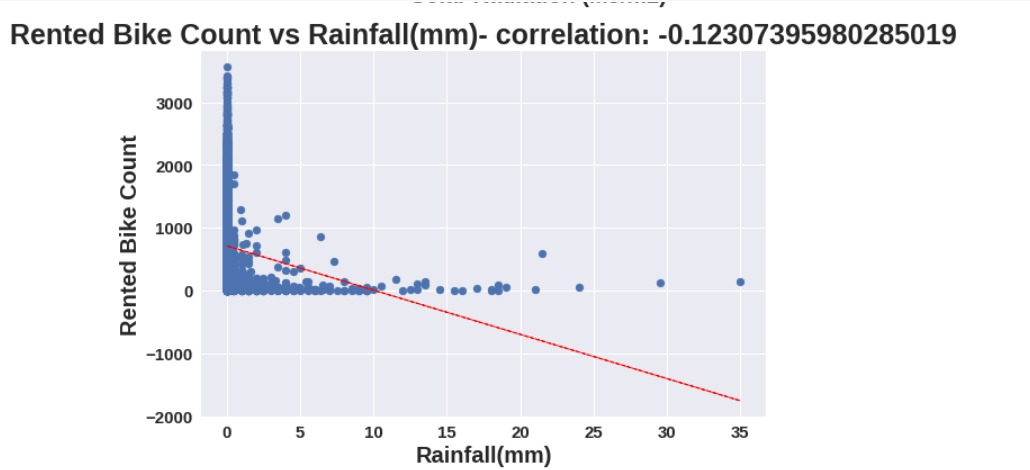 Rented Bike Count vs Rainfall(mm)- correlation: -0.12307395980285019
3000
2000
1000
0
−1000
−2000
Rented Bike Count
0 5 10 15 20 25 30 35
Rainfall(mm)